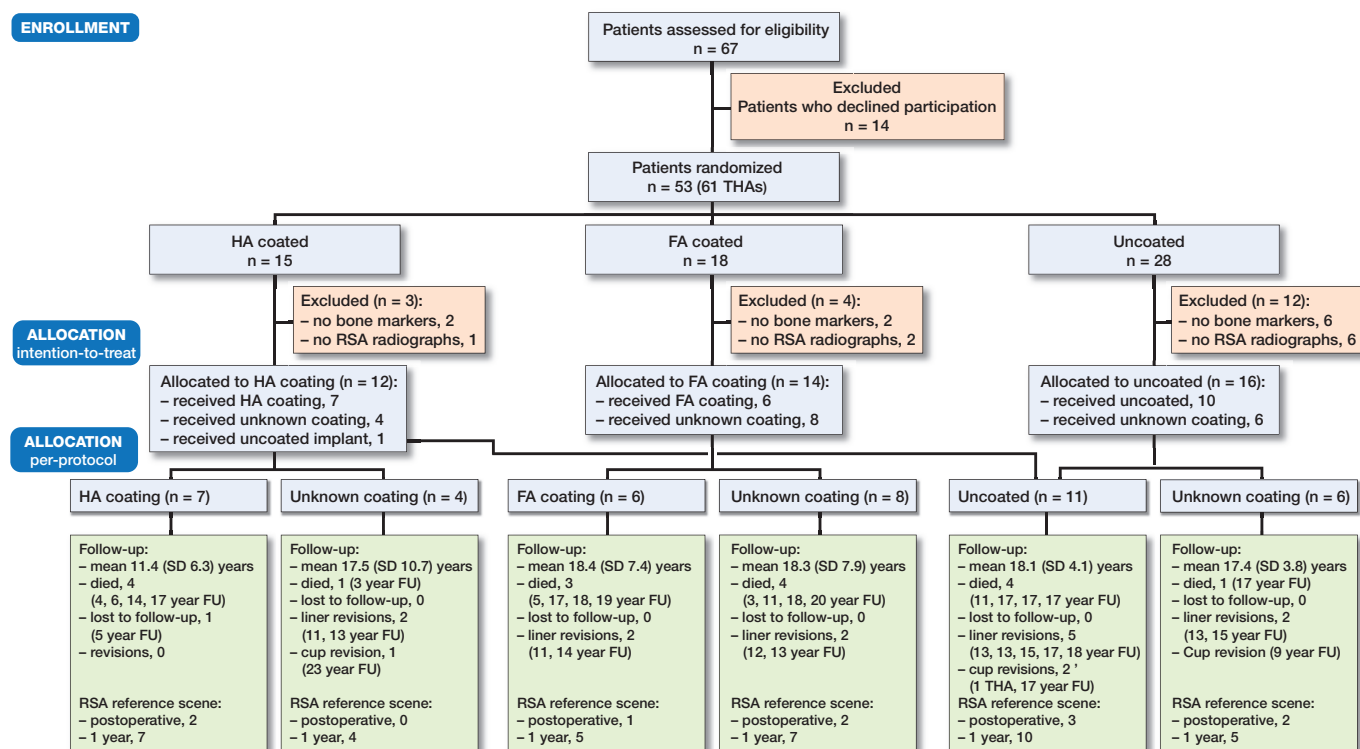 ENROLLMENT
Patients assessed for eligibility
n = 67
Excluded
Patients who declined participation
n = 14
Patients randomized
n = 53 (61 THAs)
HA coated
n = 15
FA coated
n = 18
Uncoated
n = 28
Excluded (n = 3):
– no bone markers, 2
– no RSA radiographs, 1
Excluded (n = 4):
– no bone markers, 2
– no RSA radiographs, 2
Excluded (n = 12):
– no bone markers, 6
– no RSA radiographs, 6
ALLOCATION
intention-to-treat
Allocated to HA coating (n = 12):
– received HA coating, 7
– received unknown coating, 4
– received uncoated implant, 1
Allocated to FA coating (n = 14):
– received FA coating, 6
– received unknown coating, 8
Allocated to uncoated (n = 16):
– received uncoated, 10
– received unknown coating, 6
ALLOCATION
per-protocol
HA coating (n = 7)
Unknown coating (n = 4)
FA coating (n = 6)
Unknown coating (n = 8)
Uncoated (n = 11)
Unknown coating (n = 6)
Follow-up:
– mean 11.4 (SD 6.3) years
– died, 4
(4, 6, 14, 17 year FU)
– lost to follow-up, 1
(5 year FU)
– revisions, 0
RSA reference scene:
– postoperative, 2
– 1 year, 7
Follow-up:
– mean 17.5 (SD 10.7) years
– died, 1 (3 year FU)
– lost to follow-up, 0
– liner revisions, 2
(11, 13 year FU)
– cup revision, 1
(23 year FU)
RSA reference scene:
– postoperative, 0
– 1 year, 4
Follow-up:
– mean 18.4 (SD 7.4) years
– died, 3
(5, 17, 18, 19 year FU)
– lost to follow-up, 0
– liner revisions, 2
(11, 14 year FU)
RSA reference scene:
– postoperative, 1
– 1 year, 5
Follow-up:
– mean 18.3 (SD 7.9) years
– died, 4
(3, 11, 18, 20 year FU)
– lost to follow-up, 0
– liner revisions, 2
(12, 13 year FU)
RSA reference scene:
– postoperative, 2
– 1 year, 7
Follow-up:
– mean 18.1 (SD 4.1) years
– died, 4
(11, 17, 17, 17 year FU)
– lost to follow-up, 0
– liner revisions, 5
(13, 13, 15, 17, 18 year FU)
– cup revisions, 2 '
(1 THA, 17 year FU)
RSA reference scene:
– postoperative, 3
– 1 year, 10
Follow-up:
– mean 17.4 (SD 3.8) years
– died, 1 (17 year FU)
– lost to follow-up, 0
– liner revisions, 2
(13, 15 year FU)
– Cup revision (9 year FU)
RSA reference scene:
– postoperative, 2
– 1 year, 5